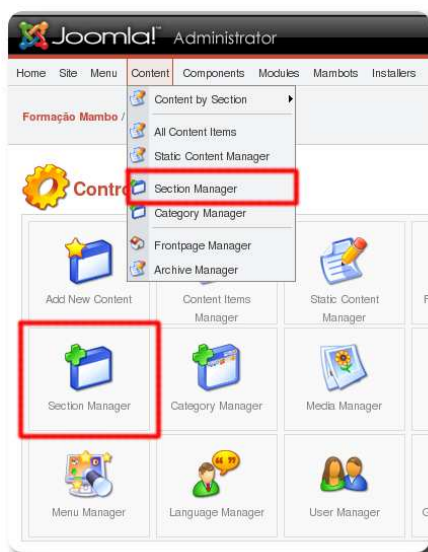 Joomla! Administrator
Home Site Menu Content Components Modules Mambots Installers
Content by Section
Formação Mambo /
All Content Items
Static Content Manager
Contro
Section Manager
Category Manager
Frontpage Manager
Archive Manager
Add New Content
Content Items
Manager
Static Content
Manager
Section Manager
Category Manager
Media Manager
Menu Manager
Language Manager
User Manager